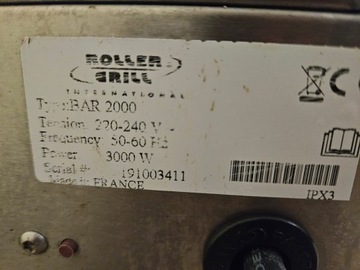 ROLLER
GRILL
INTERNATIONAL
Type: BAR 2000
Tension: 220-240 V ~
Frequency: 50-60 Hz
Power 3000 W
Serial #: 191003411
Made in FRANCE
IPX3